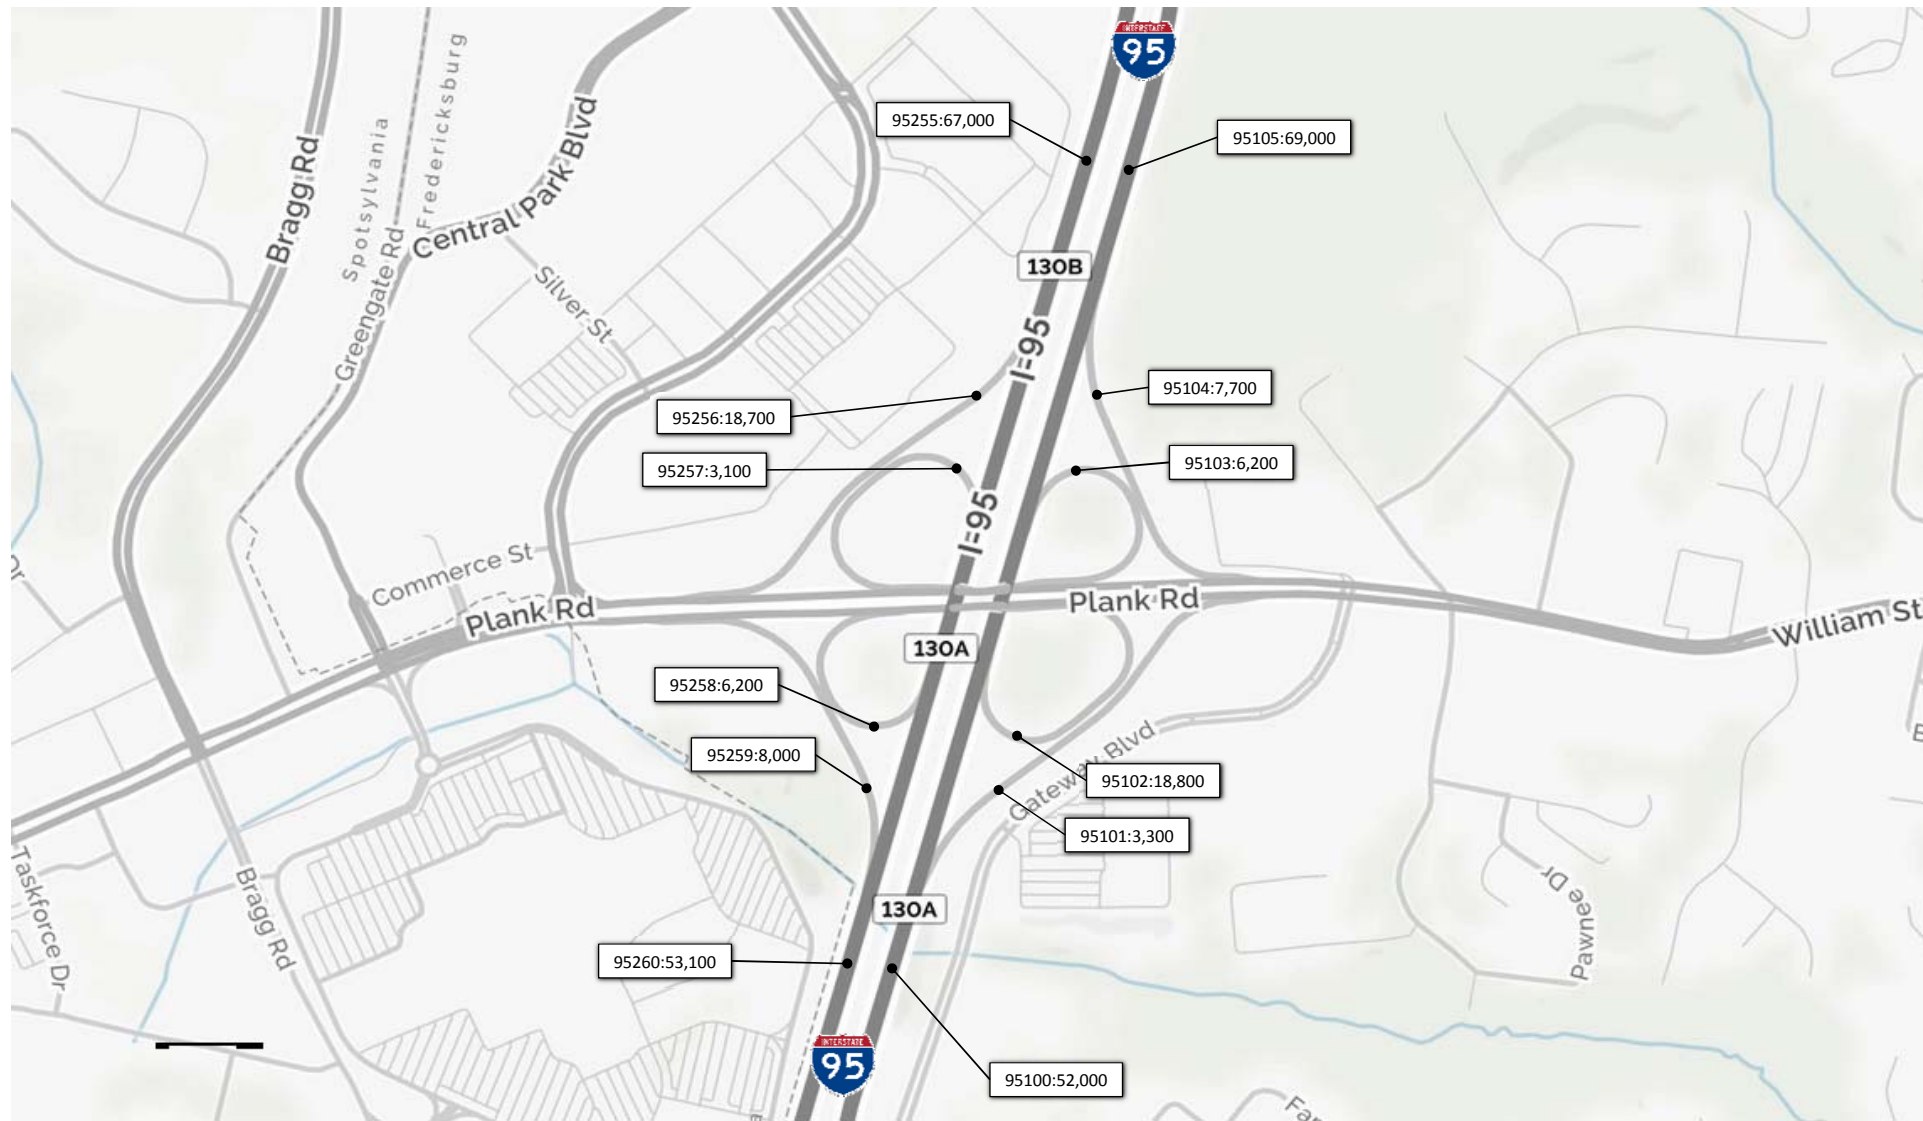 INTERSTATE
95
95255:67,000
95105:69,000
Bragg Rd
Spotsylvania
Fredericksburg
Greengate Rd
Central Park Blvd
Silver St
130B
I-95
95256:18,700
95104:7,700
95257:3,100
95103:6,200
I-95
Dr
Commerce St
Plank Rd
Plank Rd
William St
130A
95258:6,200
95259:8,000
Gateway Blvd
95102:18,800
95101:3,300
Taskforce Dr
Bragg Rd
130A
Pawnee Dr
95260:53,100
INTERSTATE
95
95100:52,000